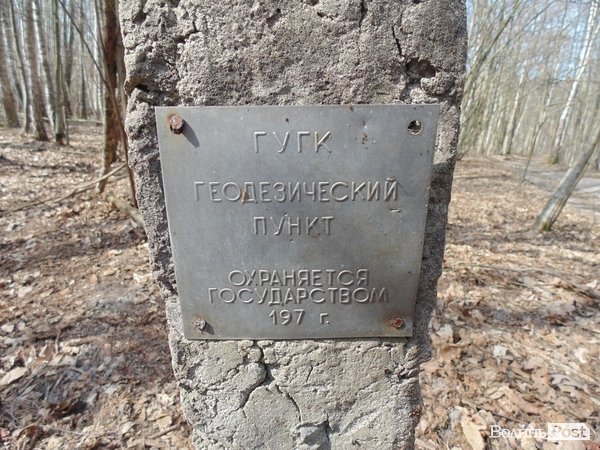 ГУГК
ГЕОДЕЗИЧЕСКИЙ
ПУНКТ
ОХРАНЯЕТСЯ
ГОСУДАРСТВОМ
197 г.
ВолиньPost